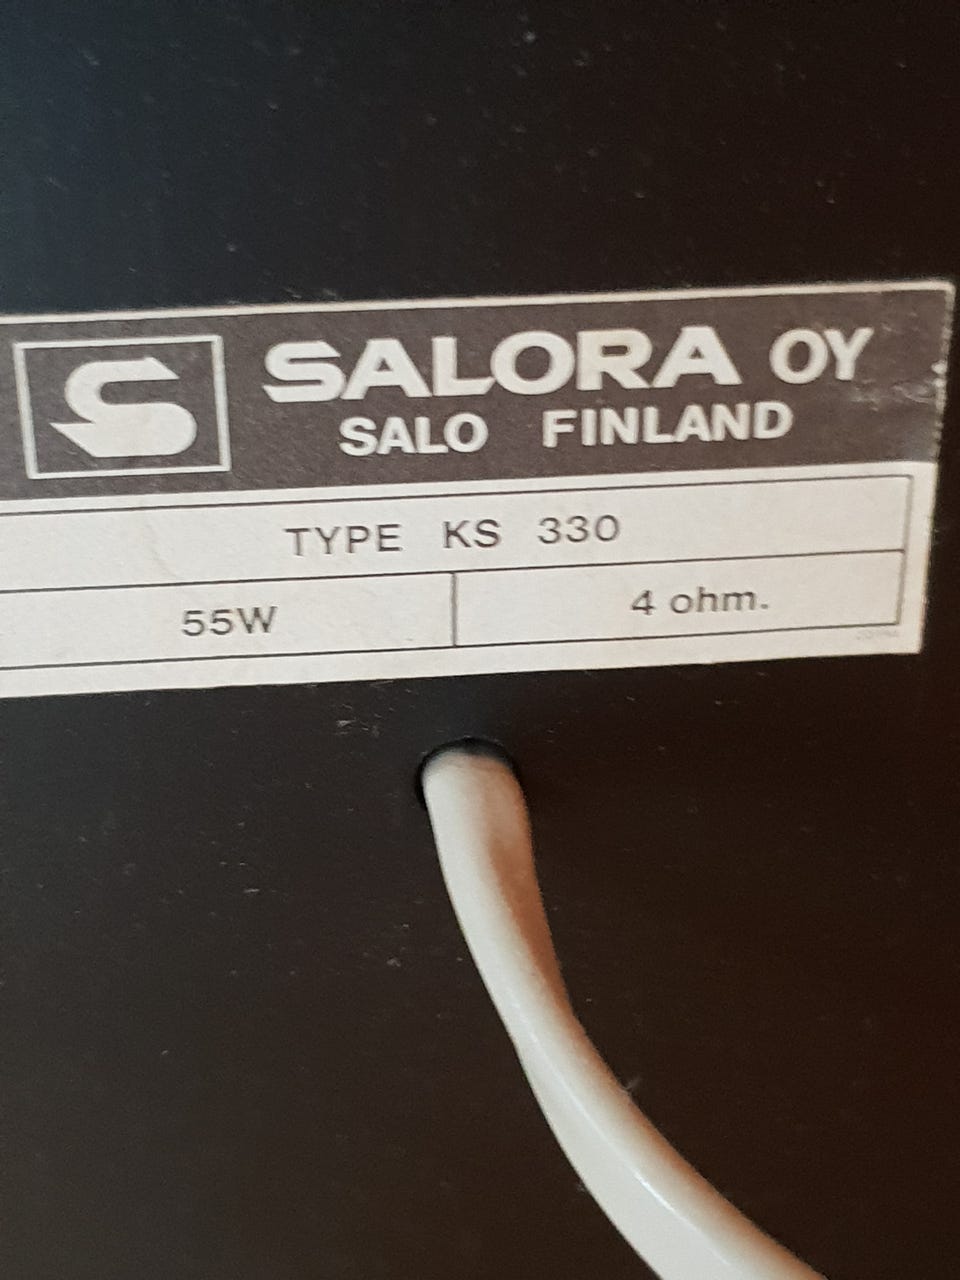 SALORA OY
SALO FINLAND
TYPE KS 330
55W
4 ohm.